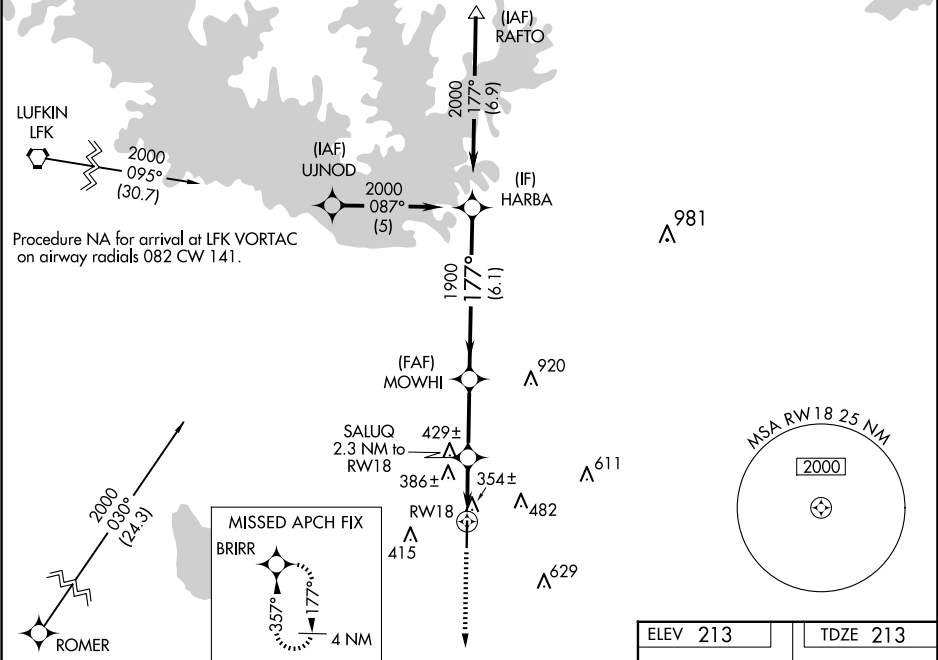 (IAF)
RAFTO
2000
177°
(6.9)
LUFKIN
LFK
2000
095°
(30.7)
(IAF)
UJNOD
2000
087°
(5)
(IF)
HARBA
981
Procedure NA for arrival at LFK VORTAC
on airway radials 082 CW 141.
1900
177°
(6.1)
(FAF)
MOWHI
920
SALUQ
2.3 NM to
RW18
429±
386±
354±
611
482
RW18
415
629
MSA RW18 25 NM
2000
2000
030°
(24.3)
ROMER
MISSED APCH FIX
BRIRR
357°
177°
4 NM
ELEV 213
TDZE 213